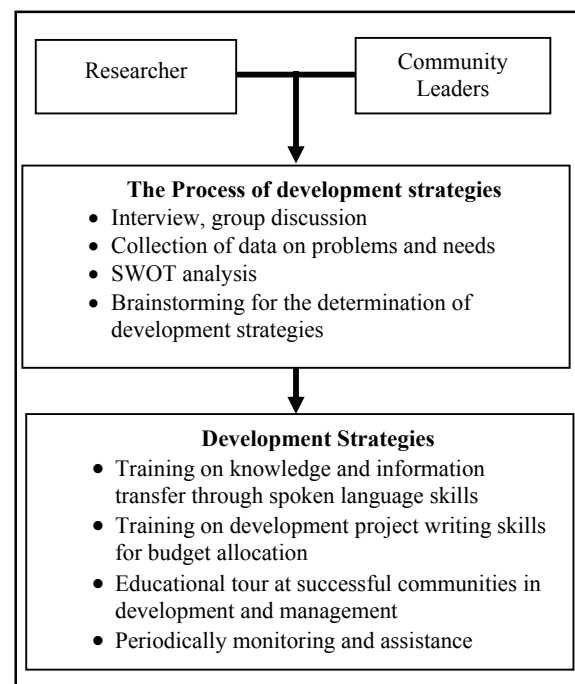 Researcher
Community
Leaders
The Process of development strategies
• Interview, group discussion
• Collection of data on problems and needs
• SWOT analysis
• Brainstorming for the determination of
development strategies
Development Strategies
• Training on knowledge and information
transfer through spoken language skills
• Training on development project writing skills
for budget allocation
• Educational tour at successful communities in
development and management
• Periodically monitoring and assistance